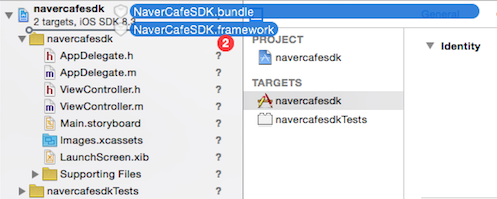 navercafesdk
2 targets, iOS SDK 8.
NaverCafeSDK.bundle
NaverCafeSDK.framework
2
navercafesdk
AppDelegate.h ?
AppDelegate.m ?
ViewController.h ?
ViewController.m ?
Main.storyboard ?
Images.xcassets ?
LaunchScreen.xib ?
Supporting Files ?
navercafesdkTests ?
General
PROJECT
navercafesdk
TARGETS
navercafesdk
navercafesdkTests
Identity